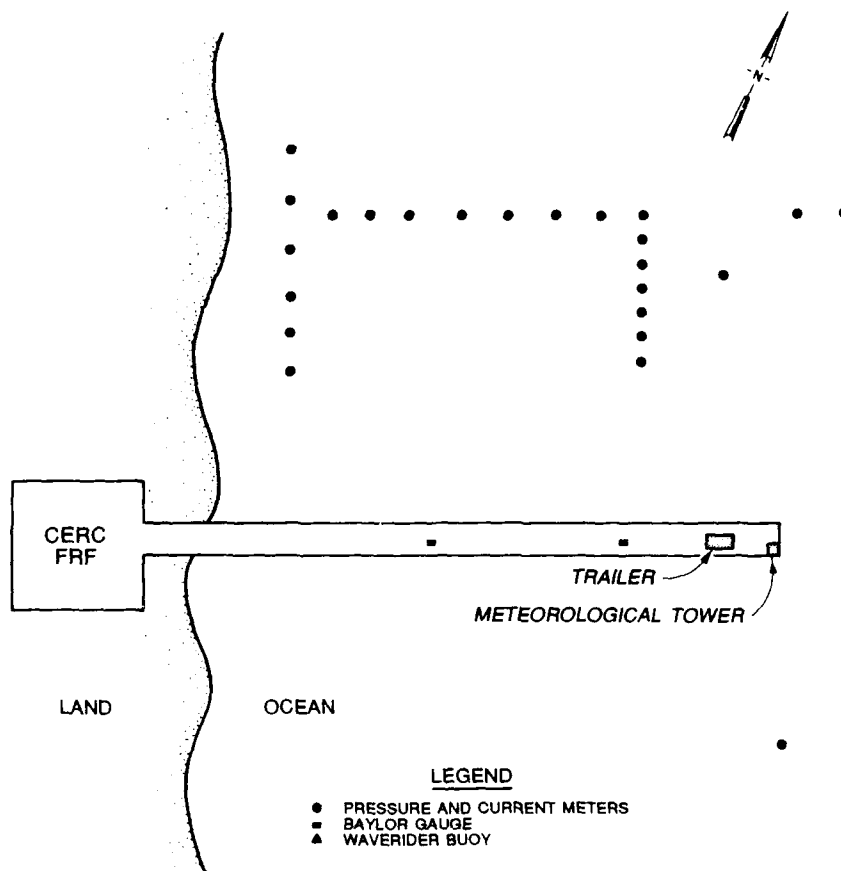 N
CERC
FRF
TRAILER
METEOROLOGICAL TOWER
LAND
OCEAN
LEGEND
PRESSURE AND CURRENT METERS
BAYLOR GAUGE
WAVERIDER BUOY